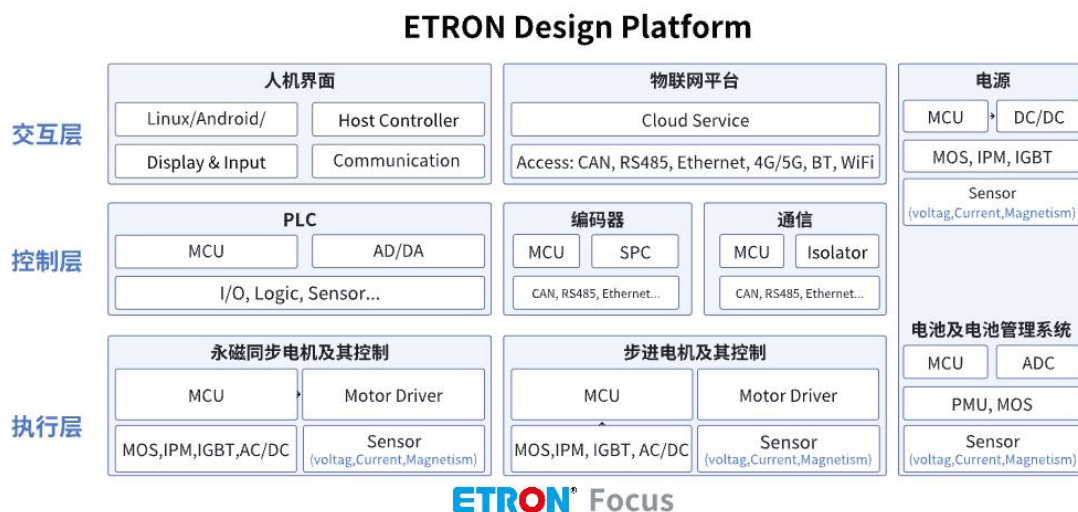 ETRON Design Platform
交互层
人机界面
Linux/Android/
Host Controller
Display & Input
Communication
物联网平台
Cloud Service
Access: CAN, RS485, Ethernet, 4G/5G, BT, WiFi
电源
MCU
DC/DC
MOS, IPM, IGBT
Sensor
(voltag,Current,Magnetism)
控制层
PLC
MCU
AD/DA
I/O, Logic, Sensor...
编码器
MCU
SPC
CAN, RS485, Ethernet...
通信
MCU
Isolator
CAN, RS485, Ethernet...
执行层
永磁同步电机及其控制
MCU
Motor Driver
MOS,IPM,IGBT,AC/DC
Sensor
(voltag,Current,Magnetism)
步进电机及其控制
MCU
Motor Driver
MOS,IPM, IGBT, AC/DC
Sensor
(voltag,Current,Magnetism)
电池及电池管理系统
MCU
ADC
PMU, MOS
Sensor
(voltag,Current,Magnetism)
ETRON® Focus